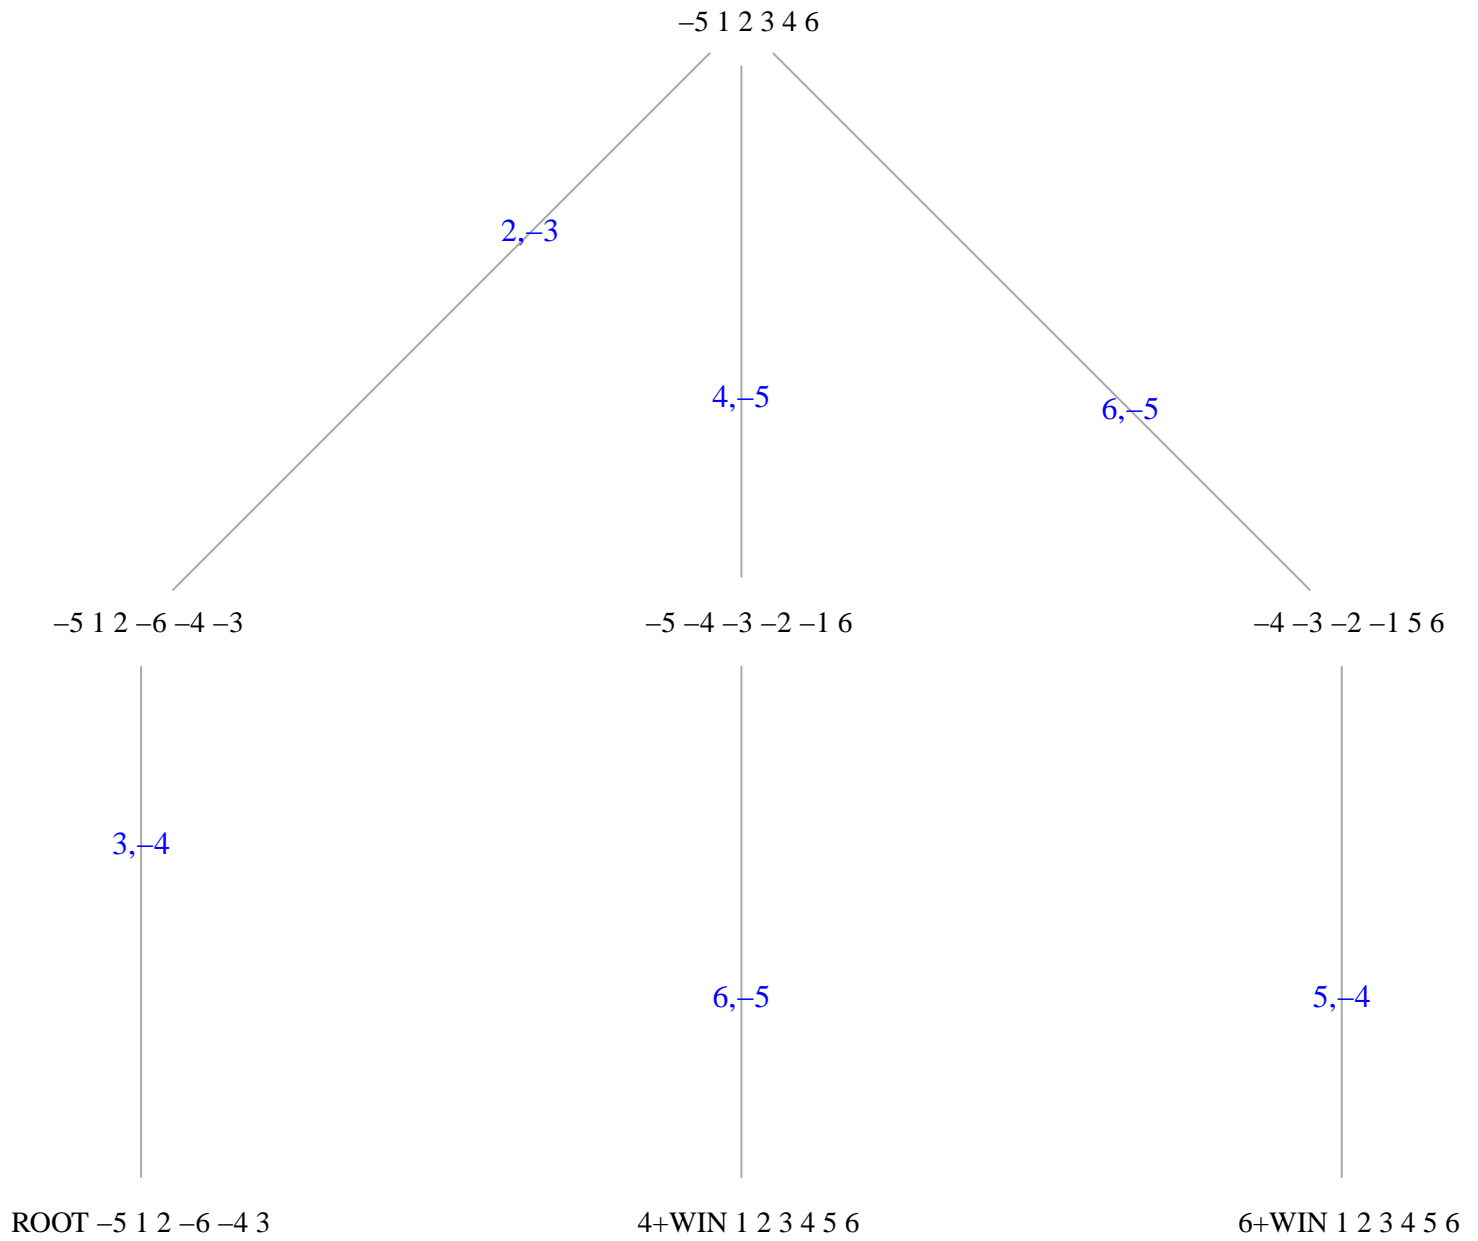 –5 1 2 3 4 6
2,–3
4,–5
6,–5
–5 1 2 –6 –4 –3
–5 –4 –3 –2 –1 6
–4 –3 –2 –1 5 6
3,–4
6,–5
5,–4
ROOT –5 1 2 –6 –4 3
4+WIN 1 2 3 4 5 6
6+WIN 1 2 3 4 5 6